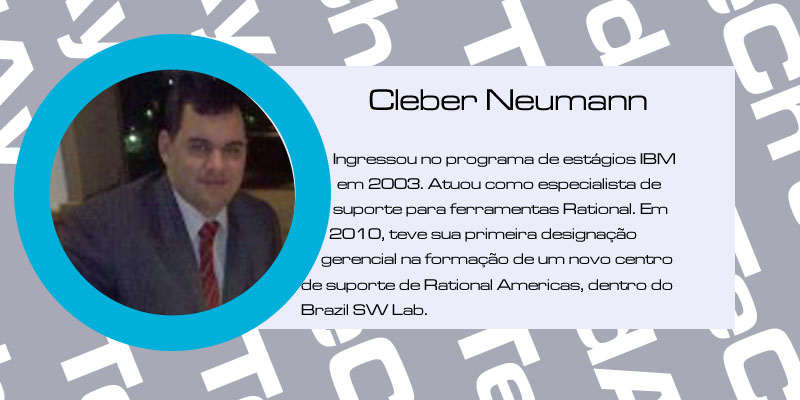 Cleber Neumann
Ingressou no programa de estágios IBM
em 2003. Atuou como especialista de
suporte para ferramentas Rational. Em
2010, teve sua primeira designação
gerencial na formação de um novo centro
de suporte de Rational Americas, dentro do
Brazil SW Lab.